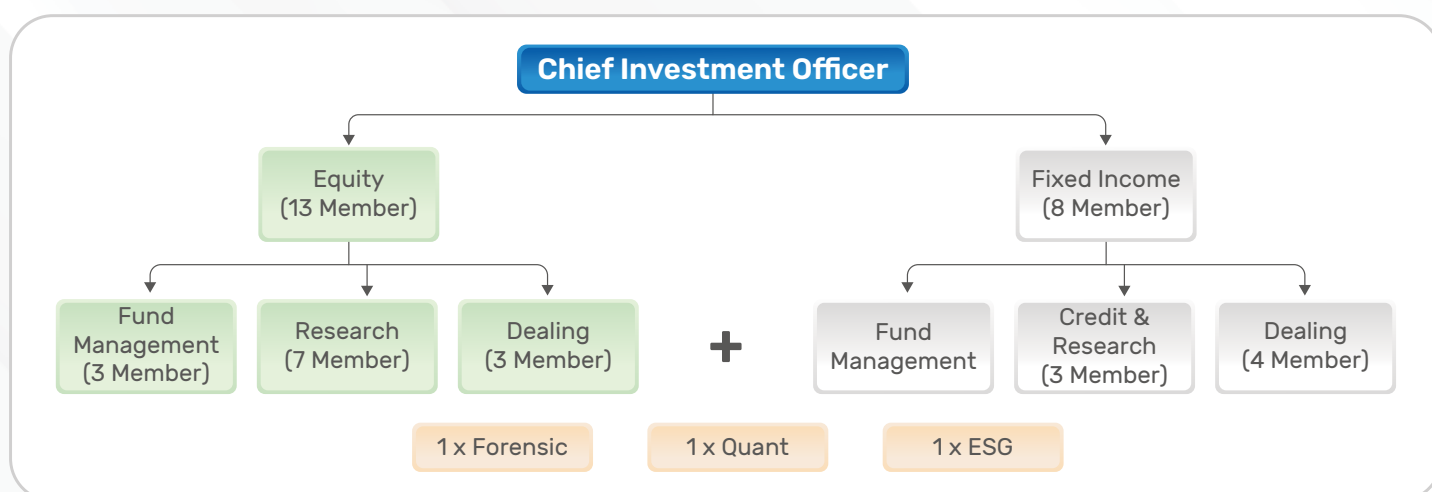 Chief Investment Officer
Equity
(13 Member)
Fixed Income
(8 Member)
Fund
Management
(3 Member)
Research
(7 Member)
Dealing
(3 Member)
+
Fund
Management
Credit &
Research
(3 Member)
Dealing
(4 Member)
1 x Forensic
1 x Quant
1 x ESG